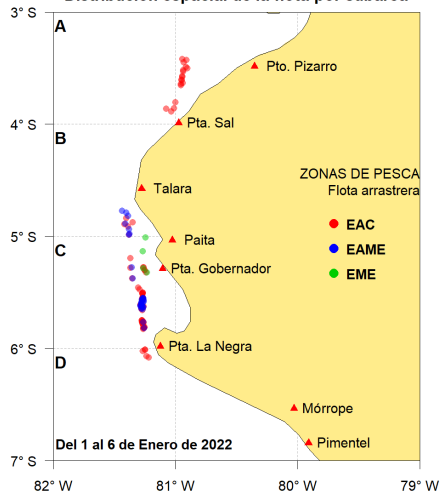 Distribución espacial de la flota por subárea
3° S
A
Pto. Pizarro
4° S
Pta. Sal
B
ZONAS DE PESCA
Flota arrastrera
Talara
EAC
5° S
Paita
EAME
C
Pta. Gobernador
EME
6° S
Pta. La Negra
D
Mórrope
Del 1 al 6 de Enero de 2022
Pimentel
7° S
82° W
81° W
80° W
79° W